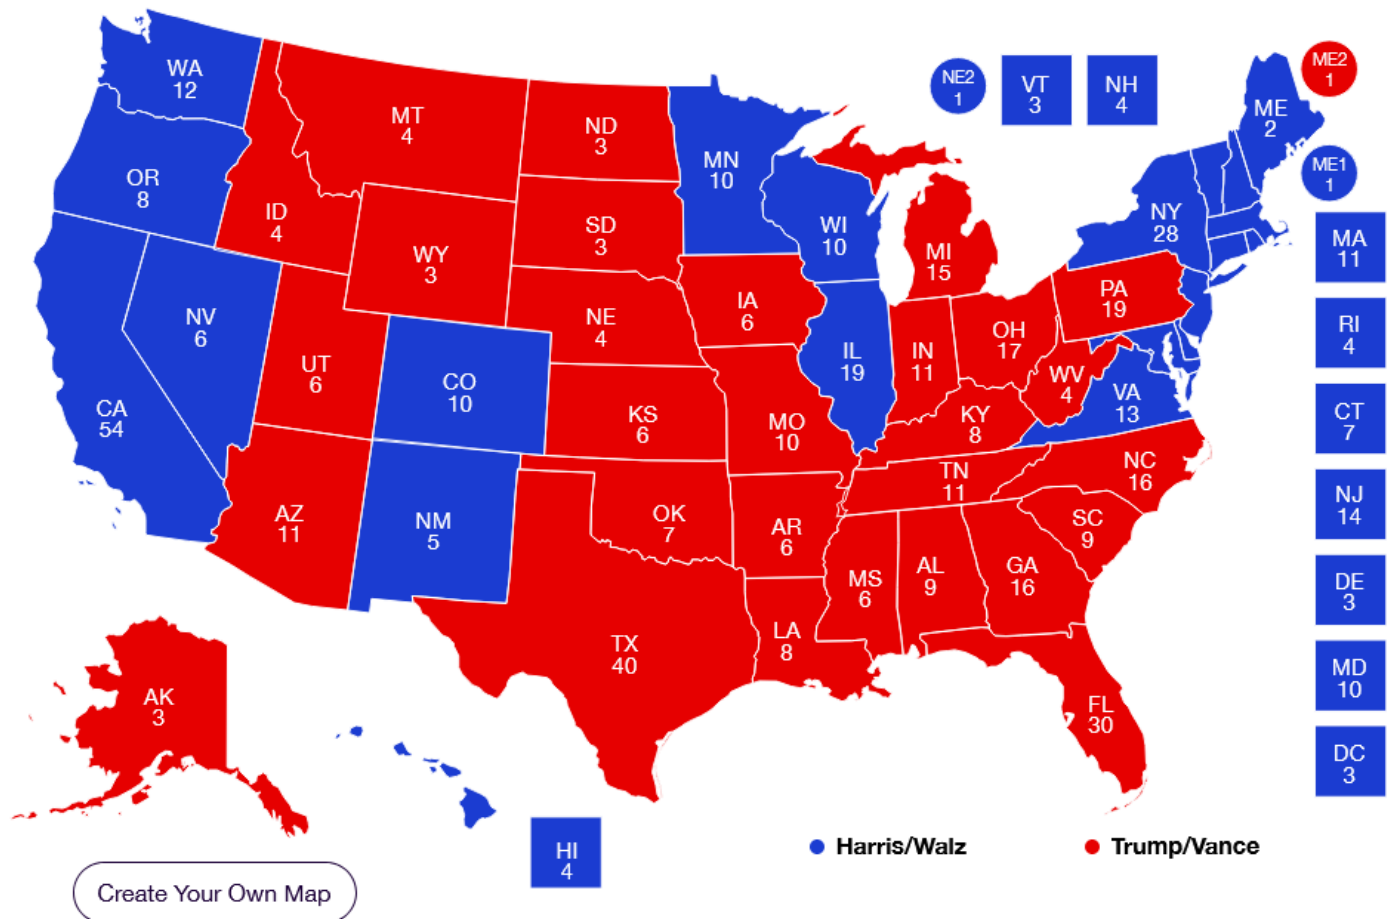 WA
12
OR
8
CA
54
NV
6
ID
4
MT
4
WY
3
UT
6
AZ
11
CO
10
NM
5
ND
3
SD
3
NE
4
KS
6
OK
7
TX
40
MN
10
IA
6
MO
10
AR
6
LA
8
WI
10
IL
19
MI
15
IN
11
OH
17
KY
8
TN
11
MS
6
AL
9
GA
16
FL
30
SC
9
NC
16
VA
13
WV
4
PA
19
NY
28
ME
2
NE2
1
VT
3
NH
4
ME2
1
ME1
1
MA
11
RI
4
CT
7
NJ
14
DE
3
MD
10
DC
3
AK
3
HI
4
Harris/Walz
Trump/Vance
Create Your Own Map